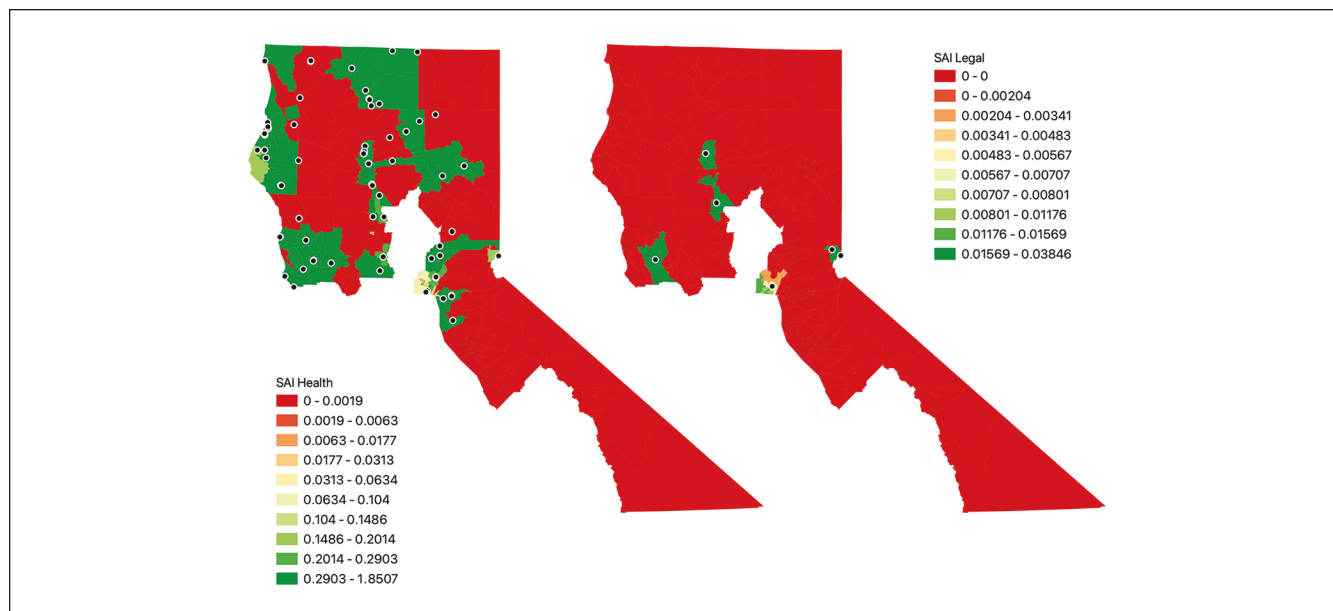 SAI Legal
0 - 0
0 - 0.00204
0.00204 - 0.00341
0.00341 - 0.00483
0.00483 - 0.00567
0.00567 - 0.00707
0.00707 - 0.00801
0.00801 - 0.01176
0.01176 - 0.01569
0.01569 - 0.03846
SAI Health
0 - 0.0019
0.0019 - 0.0063
0.0063 - 0.0177
0.0177 - 0.0313
0.0313 - 0.0634
0.0634 - 0.104
0.104 - 0.1486
0.1486 - 0.2014
0.2014 - 0.2903
0.2903 - 1.8507